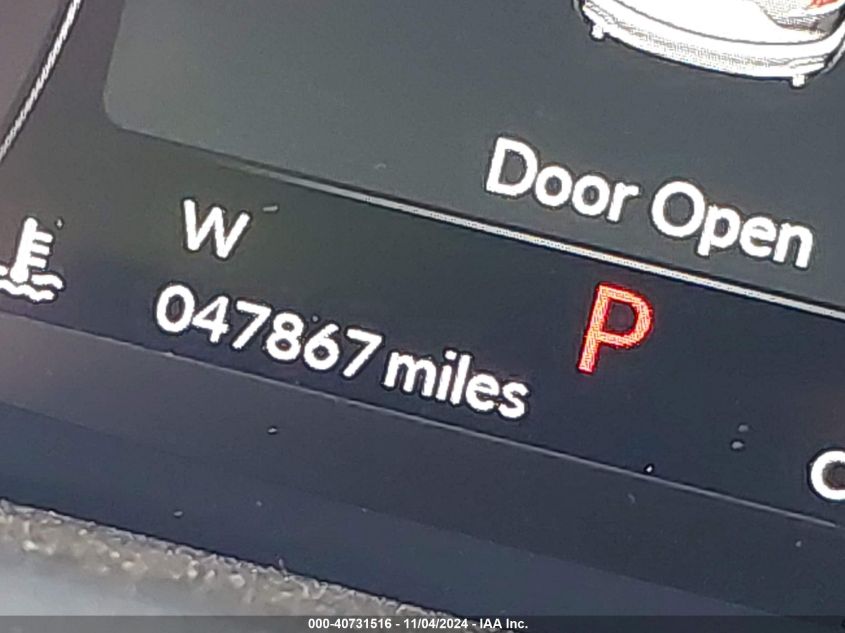 Door Open
W
P
047867 miles
000-40731516 - 11/04/2024 - IAA Inc.